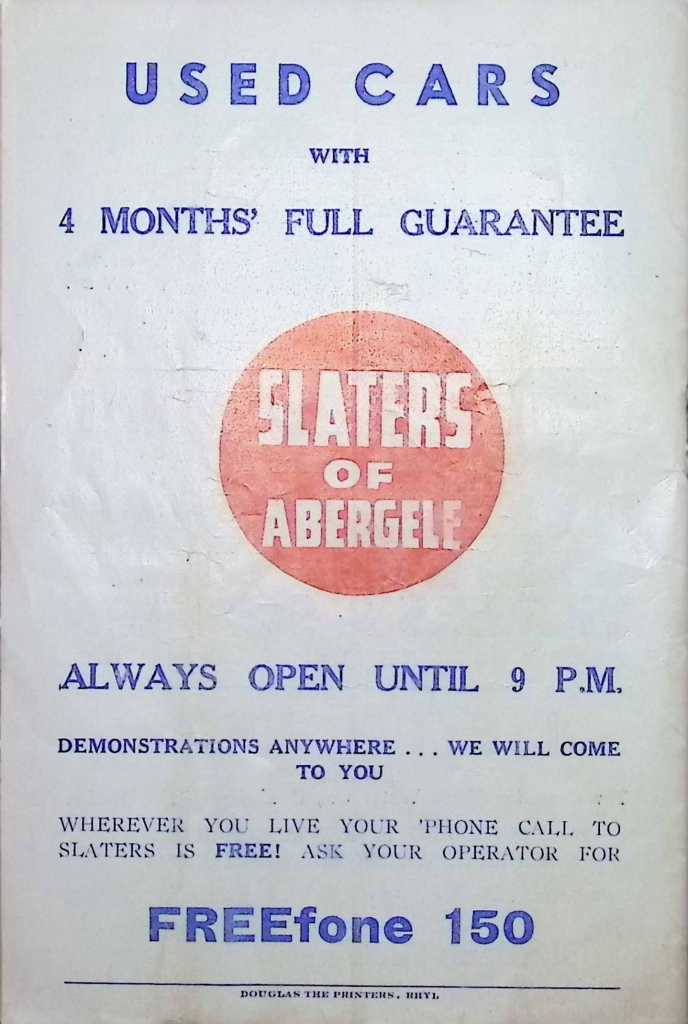 USED CARS
WITH
4 MONTHS' FULL GUARANTEE
SLATERS
OF
ABERGELE
ALWAYS OPEN UNTIL 9 P.M.
DEMONSTRATIONS ANYWHERE . . . WE WILL COME
TO YOU
WHEREVER YOU LIVE YOUR 'PHONE CALL TO
SLATERS IS FREE! ASK YOUR OPERATOR FOR
FREEfone 150
DOUGLAS THE PRINTERS, RHYL